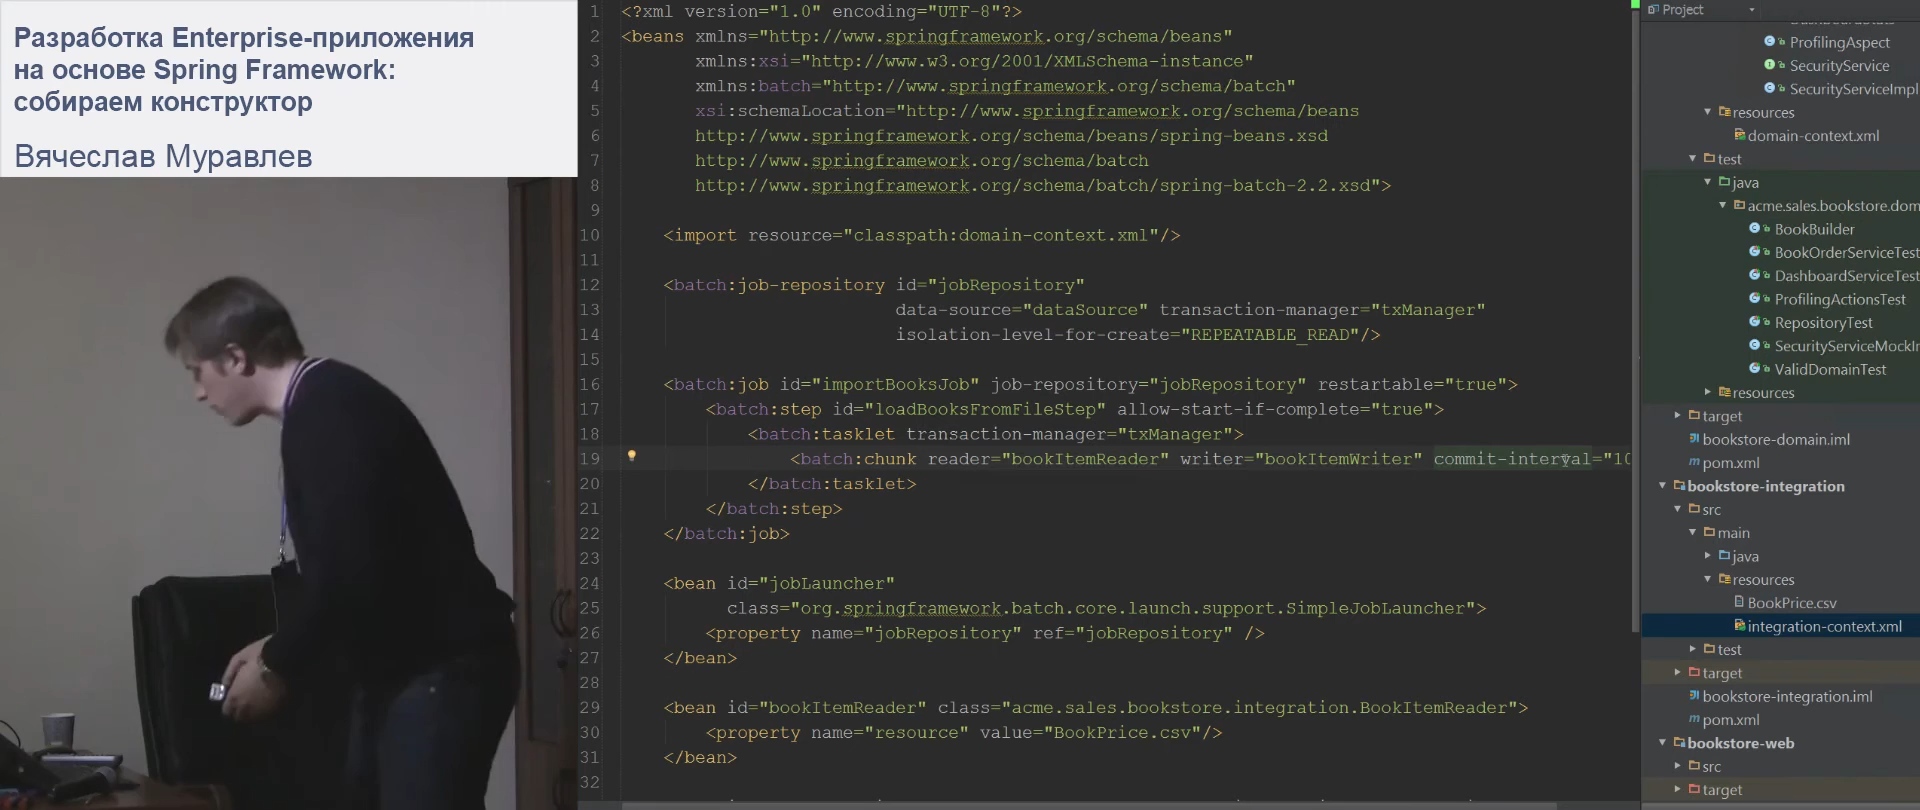 Разработка Enterprise-приложения
на основе Spring Framework:
собираем конструктор
Вячеслав Муравлев
1 <?xml version="1.0" encoding="UTF-8"?>
2 <beans xmlns="http://www.springframework.org/schema/beans"
3 xmlns:xsi="http://www.w3.org/2001/XMLSchema-instance"
4 xmlns:batch="http://www.springframework.org/schema/batch"
5 xsi:schemaLocation="http://www.springframework.org/schema/beans
6 http://www.springframework.org/schema/beans/spring-beans.xsd
7 http://www.springframework.org/schema/batch
8 http://www.springframework.org/schema/batch/spring-batch-2.2.xsd">
9
10 <import resource="classpath:domain-context.xml"/>
11
12 <batch:job-repository id="jobRepository"
13 data-source="dataSource" transaction-manager="txManager"
14 isolation-level-for-create="REPEATABLE_READ"/>
15
16 <batch:job id="importBooksJob" job-repository="jobRepository" restartable="true">
17 <batch:step id="loadBooksFromFileStep" allow-start-if-complete="true">
18 <batch:tasklet transaction-manager="txManager">
19 <batch:chunk reader="bookItemReader" writer="bookItemWriter" commit-interval="10
20 </batch:tasklet>
21 </batch:step>
22 </batch:job>
23
24 <bean id="jobLauncher"
25 class="org.springframework.batch.core.launch.support.SimpleJobLauncher">
26 <property name="jobRepository" ref="jobRepository" />
27 </bean>
28
29 <bean id="bookItemReader" class="acme.sales.bookstore.integration.BookItemReader">
30 <property name="resource" value="BookPrice.csv"/>
31 </bean>
32
Project
ProfilingAspect
SecurityService
SecurityServiceImpl
resources
domain-context.xml
test
java
acme.sales.bookstore.dom
BookBuilder
BookOrderServiceTest
DashboardServiceTest
ProfilingActionsTest
RepositoryTest
SecurityServiceMockIm
ValidDomainTest
resources
target
bookstore-domain.iml
pom.xml
bookstore-integration
src
main
java
resources
BookPrice.csv
integration-context.xml
test
target
bookstore-integration.iml
pom.xml
bookstore-web
src
target